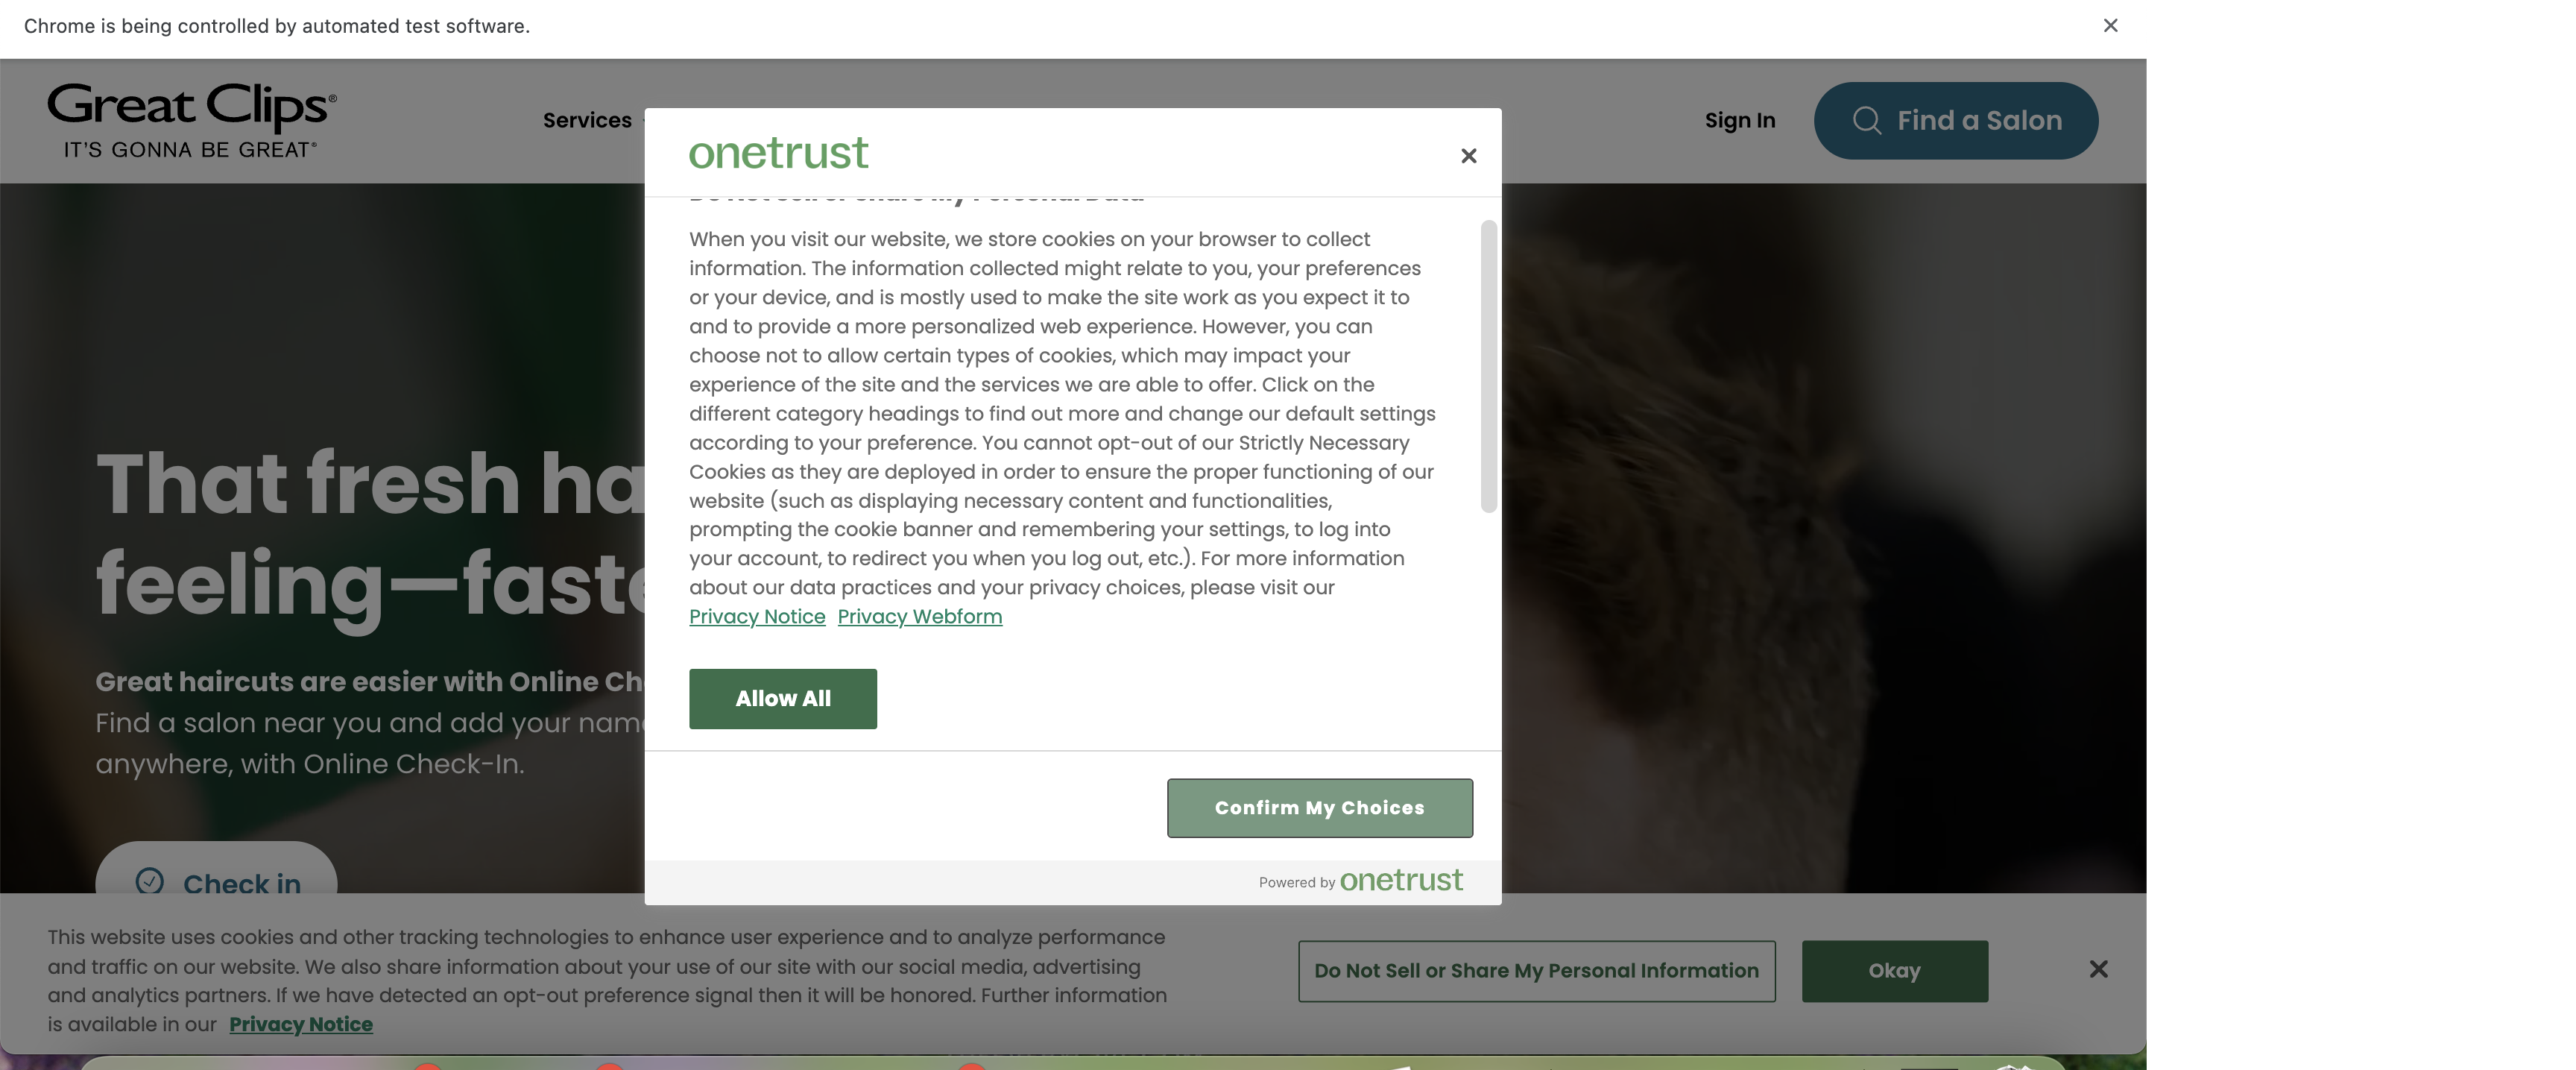 Chrome is being controlled by automated test software.
Great Clips®
IT'S GONNA BE GREAT®
Services
Sign In
Find a Salon
onetrust
Do Not Sell or Share My Personal Data
When you visit our website, we store cookies on your browser to collect
information. The information collected might relate to you, your preferences
or your device, and is mostly used to make the site work as you expect it to
and to provide a more personalized web experience. However, you can
choose not to allow certain types of cookies, which may impact your
experience of the site and the services we are able to offer. Click on the
different category headings to find out more and change our default settings
according to your preference. You cannot opt-out of our Strictly Necessary
Cookies as they are deployed in order to ensure the proper functioning of our
website (such as displaying necessary content and functionalities,
prompting the cookie banner and remembering your settings, to log into
your account, to redirect you when you log out, etc.). For more information
about our data practices and your privacy choices, please visit our
Privacy Notice Privacy Webform
Allow All
Confirm My Choices
Powered by onetrust
That fresh ha
feeling—faste
Great haircuts are easier with Online Ch
Find a salon near you and add your name
anywhere, with Online Check-In.
Check in
This website uses cookies and other tracking technologies to enhance user experience and to analyze performance
and traffic on our website. We also share information about your use of our site with our social media, advertising
and analytics partners. If we have detected an opt-out preference signal then it will be honored. Further information
is available in our Privacy Notice
Do Not Sell or Share My Personal Information
Okay